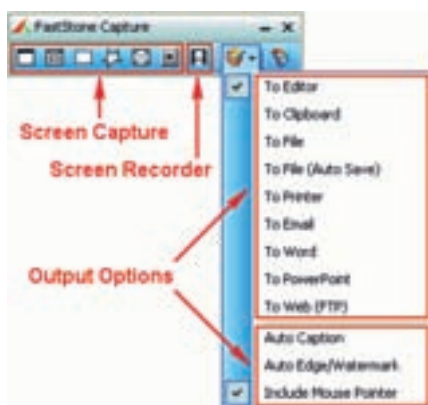 FastStone Capture
Screen Capture
Screen Recorder
Output Options
To Editor
To Clipboard
To File
To File (Auto Save)
To Printer
To Email
To Word
To PowerPoint
To Web (FTP)
Auto Caption
Auto Edge/Watermark
Include Mouse Pointer